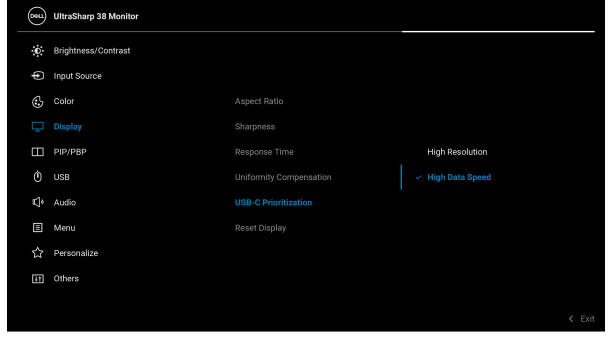 DELL UltraSharp 38 Monitor
Brightness/Contrast
Input Source
Color
Display
PIP/PBP
USB
Audio
Menu
Personalize
Others
Aspect Ratio
Sharpness
Response Time
Uniformity Compensation
USB-C Prioritization
Reset Display
High Resolution
High Data Speed
Exit